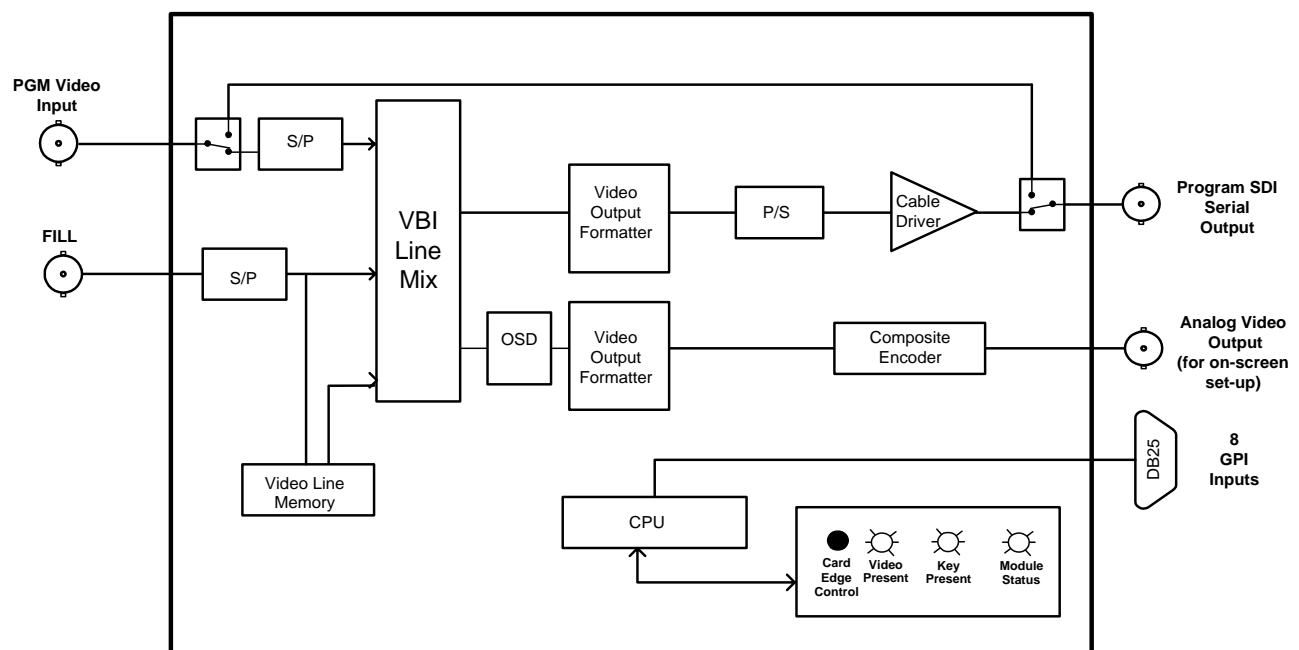 PGM Video
Input
S/P
FILL
S/P
VBI
Line
Mix
Video Line
Memory
Video
Output
Formatter
P/S
Cable
Driver
Program SDI
Serial
Output
OSD
Video
Output
Formatter
Composite
Encoder
Analog Video
Output
(for on-screen
set-up)
DB25
8
GPI
Inputs
CPU
Card
Edge
Control
Video
Present
Key
Present
Module
Status